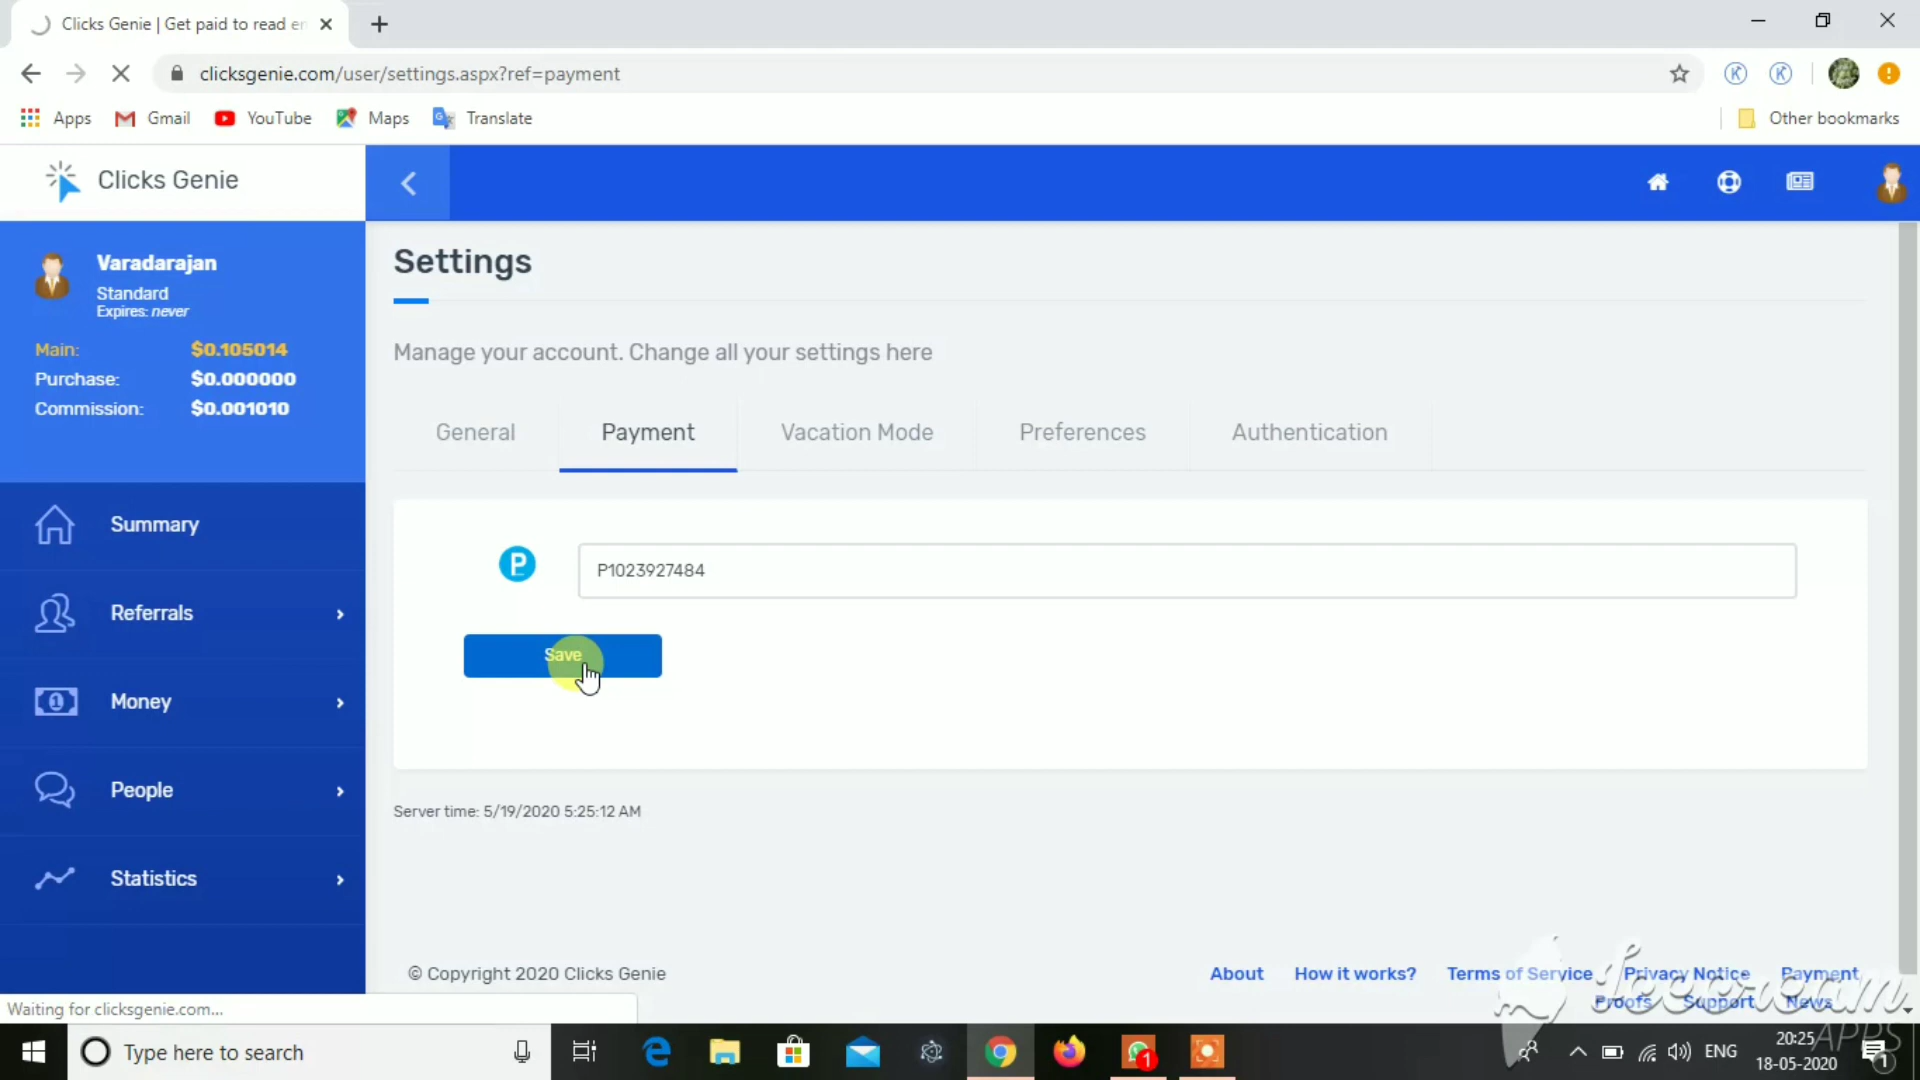 Clicks Genie | Get paid to read e
clicksgenie.com/user/settings.aspx?ref=payment
Apps Gmail YouTube Maps Translate Other bookmarks
Clicks Genie
Varadarajan
Standard
Expires: never
Main: $0.105014
Purchase: $0.000000
Commission: $0.001010
Summary
Referrals
Money
People
Statistics
Settings
Manage your account. Change all your settings here
General Payment Vacation Mode Preferences Authentication
P1023927484
Save
Server time: 5/19/2020 5:25:12 AM
© Copyright 2020 Clicks Genie
About How it works? Terms of Service Privacy Notice Payment
Proofs Support News
Icecream
APPS
Waiting for clicksgenie.com...
Type here to search
ENG
20:25
18-05-2020
1
1